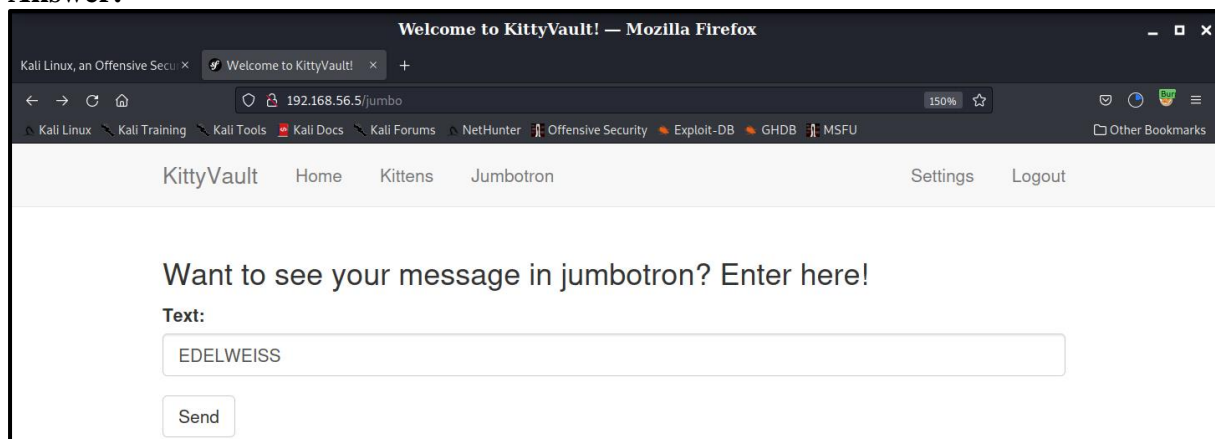 Welcome to KittyVault! — Mozilla Firefox
Kali Linux, an Offensive Secu × Welcome to KittyVault! × +
192.168.56.5/jumbo 150%
Kali Linux Kali Training Kali Tools Kali Docs Kali Forums NetHunter Offensive Security Exploit-DB GHDB MSFU Other Bookmarks
KittyVault Home Kittens Jumbotron Settings Logout
Want to see your message in jumbotron? Enter here!
Text:
EDELWEISS
Send